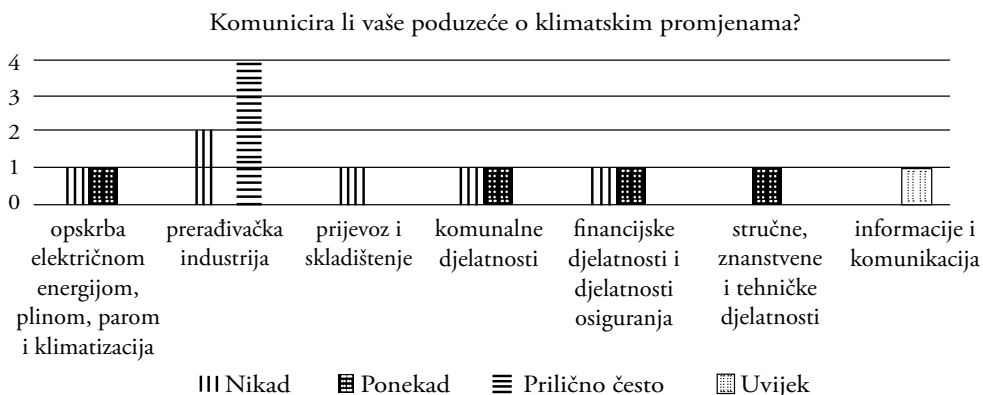 Komunicira li vaše poduzeće o klimatskim promjenama?
4
3
2
1
0
opskrba
električnom
energijom,
plinom, parom
i klimatizacija
prerađivačka
industrija
prijevoz i
skladištenje
komunalne
djelatnosti
financijske
djelatnosti i
djelatnosti
osiguranja
stručne,
znanstvene
i tehničke
djelatnosti
informacije i
komunikacija
Nikad Ponekad Prilično često Uvijek